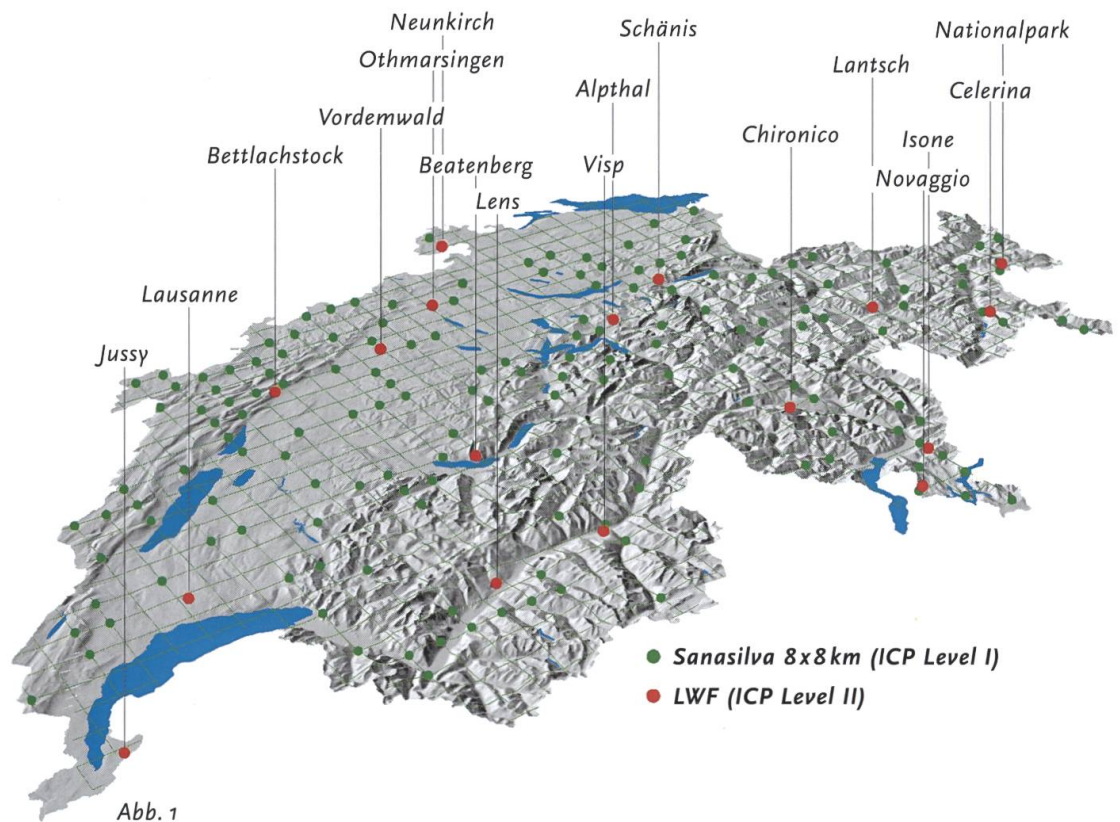 Neunkirch
Othmarsingen
Vordemwald
Bettlachstock
Lausanne
Jussy
Beatenberg
Lens
Schänis
Alpthal
Visp
Nationalpark
Lantsch
Celerina
Chironico
Isone
Novaggio
Sanasilva 8x8km (ICP Level I)
LWF (ICP Level II)
Abb. 1